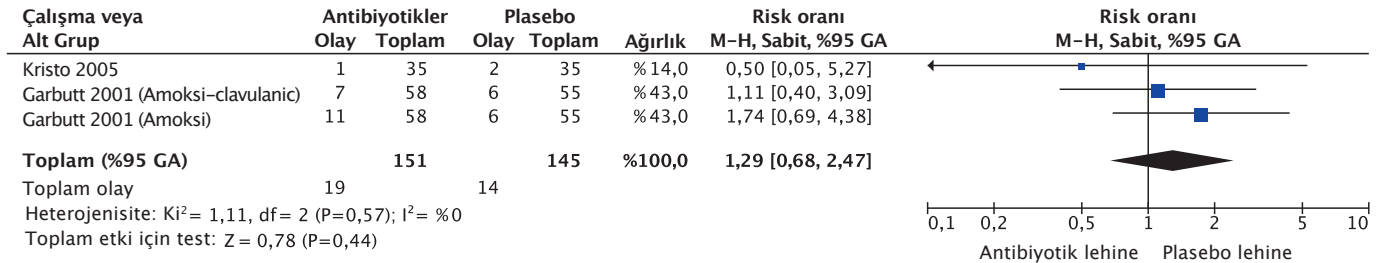 Çalışma veya Antibiyotikler Plasebo Risk oranı Risk oranı
Alt Grup Olay Toplam Olay Toplam Ağırlık M-H, Sabit, %95 GA M-H, Sabit, %95 GA
Kristo 2005 1 35 2 35 %14,0 0,50 [0,05, 5,27]
Garbutt 2001 (Amoksi-clavulanic) 7 58 6 55 %43,0 1,11 [0,40, 3,09]
Garbutt 2001 (Amoksi) 11 58 6 55 %43,0 1,74 [0,69, 4,38]
Toplam (%95 GA) 151 145 %100,0 1,29 [0,68, 2,47]
Toplam olay 19 14
Heterojenisite: Ki²= 1,11, df= 2 (P=0,57); I²= %0
Toplam etki için test: Z = 0,78 (P=0,44)
0,1 0,2 0,5 1 2 5 10
Antibiyotik lehine Plasebo lehine